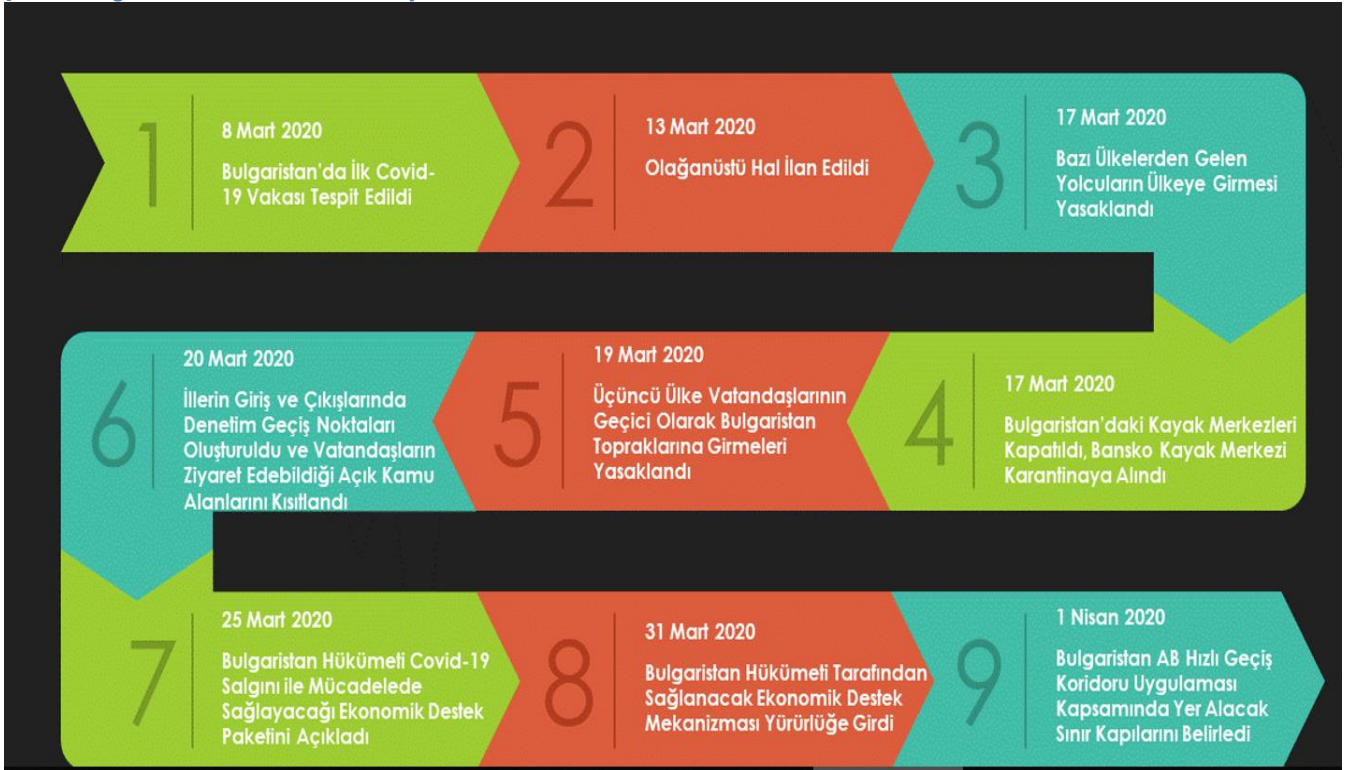 1
8 Mart 2020
Bulgaristan'da İlk Covid-
19 Vakası Tespit Edildi
2
13 Mart 2020
Olağanüstü Hal İlan Edildi
3
17 Mart 2020
Bazı Ülkelerden Gelen
Yolcuların Ülkeye Girmesi
Yasaklandı
4
17 Mart 2020
Bulgaristan'daki Kayak Merkezleri
Kapatıldı, Bansko Kayak Merkezi
Karantinaya Alındı
5
19 Mart 2020
Üçüncü Ülke Vatandaşlarının
Geçici Olarak Bulgaristan
Topraklarına Girmeleri
Yasaklandı
6
20 Mart 2020
İllerin Giriş ve Çıkışlarında
Denetim Geçiş Noktaları
Oluşturuldu ve Vatandaşların
Ziyaret Edebildiği Açık Kamu
Alanlarını Kısıtlandı
7
25 Mart 2020
Bulgaristan Hükümeti Covid-19
Salgını ile Mücadelede
Sağlayacağı Ekonomik Destek
Paketini Açıkladı
8
31 Mart 2020
Bulgaristan Hükümeti Tarafından
Sağlanacak Ekonomik Destek
Mekanizması Yürürlüğe Girdi
9
1 Nisan 2020
Bulgaristan AB Hızlı Geçiş
Koridoru Uygulaması
Kapsamında Yer Alacak
Sınır Kapılarını Belirledi